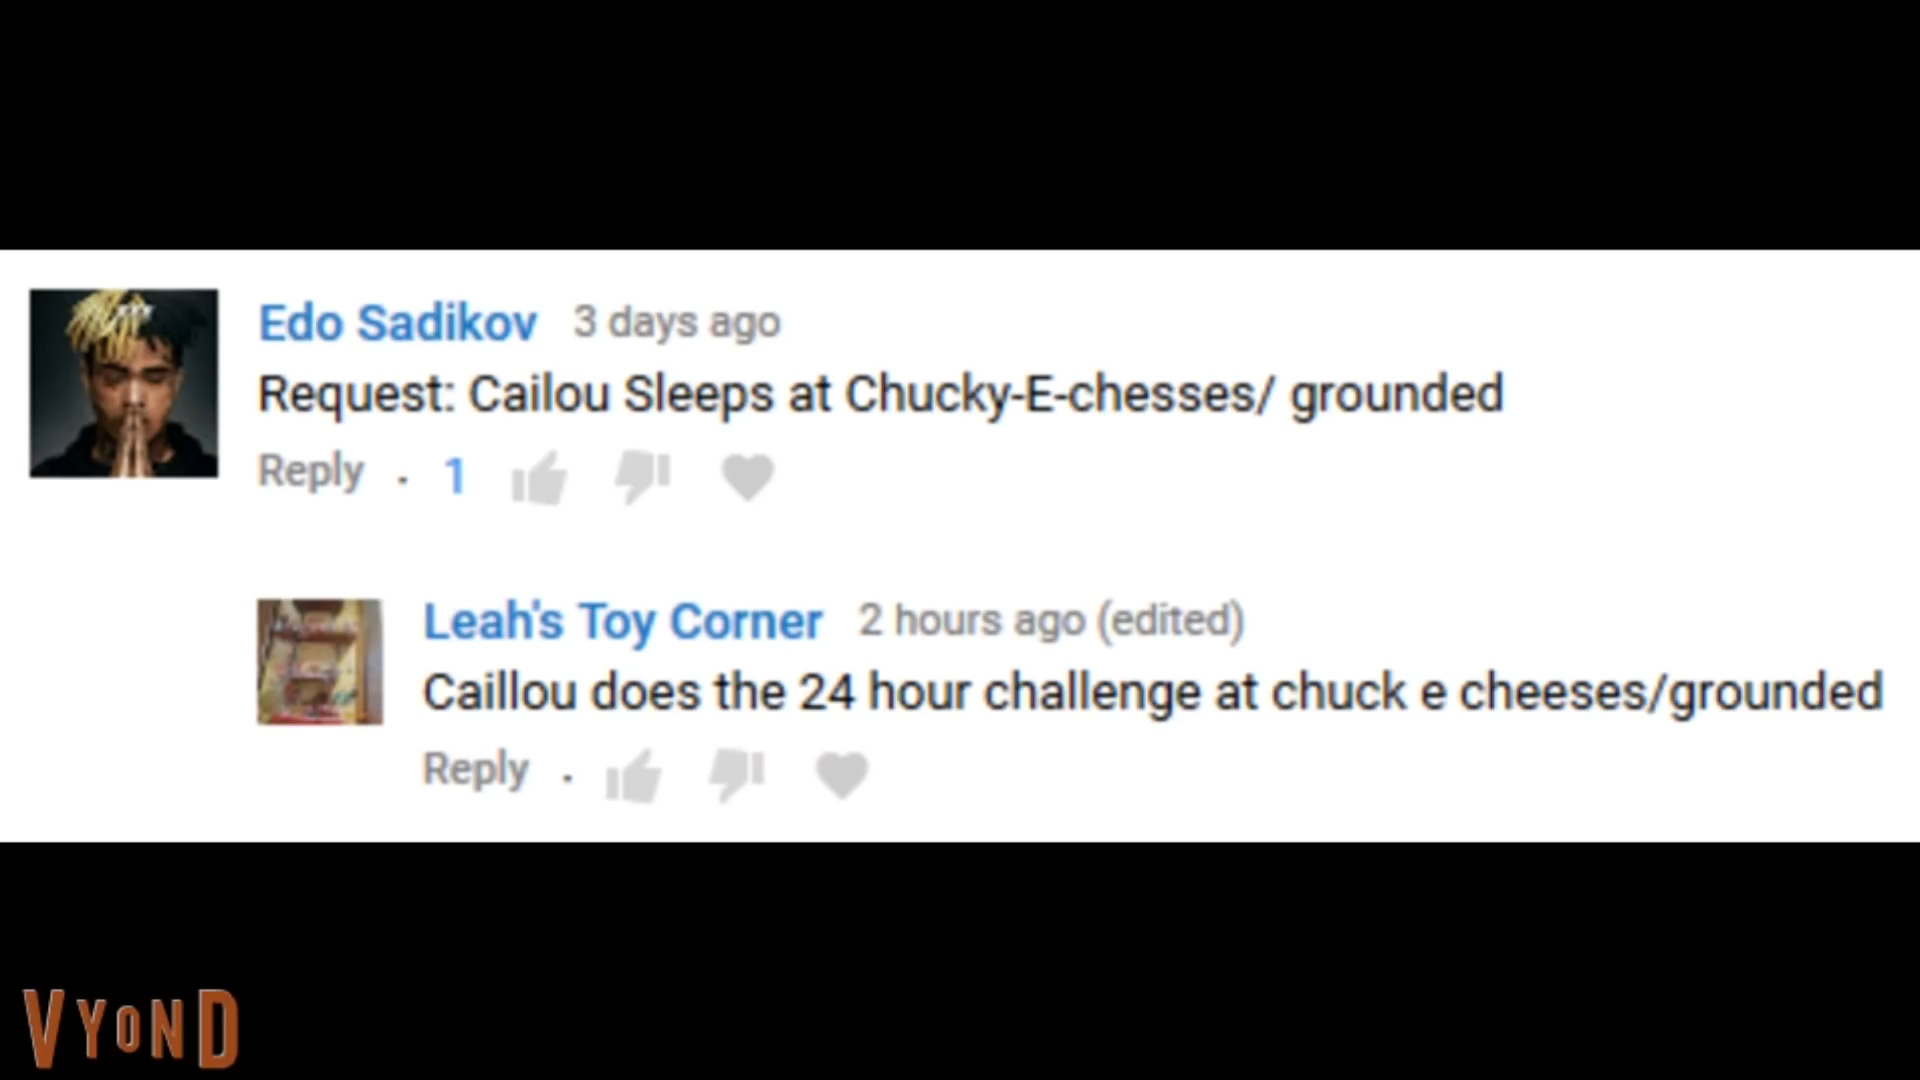 Edo Sadikov 3 days ago
Request: Cailou Sleeps at Chucky-E-chesses/ grounded
Reply . 1
Leah's Toy Corner 2 hours ago (edited)
Caillou does the 24 hour challenge at chuck e cheeses/grounded
Reply .
VYOND